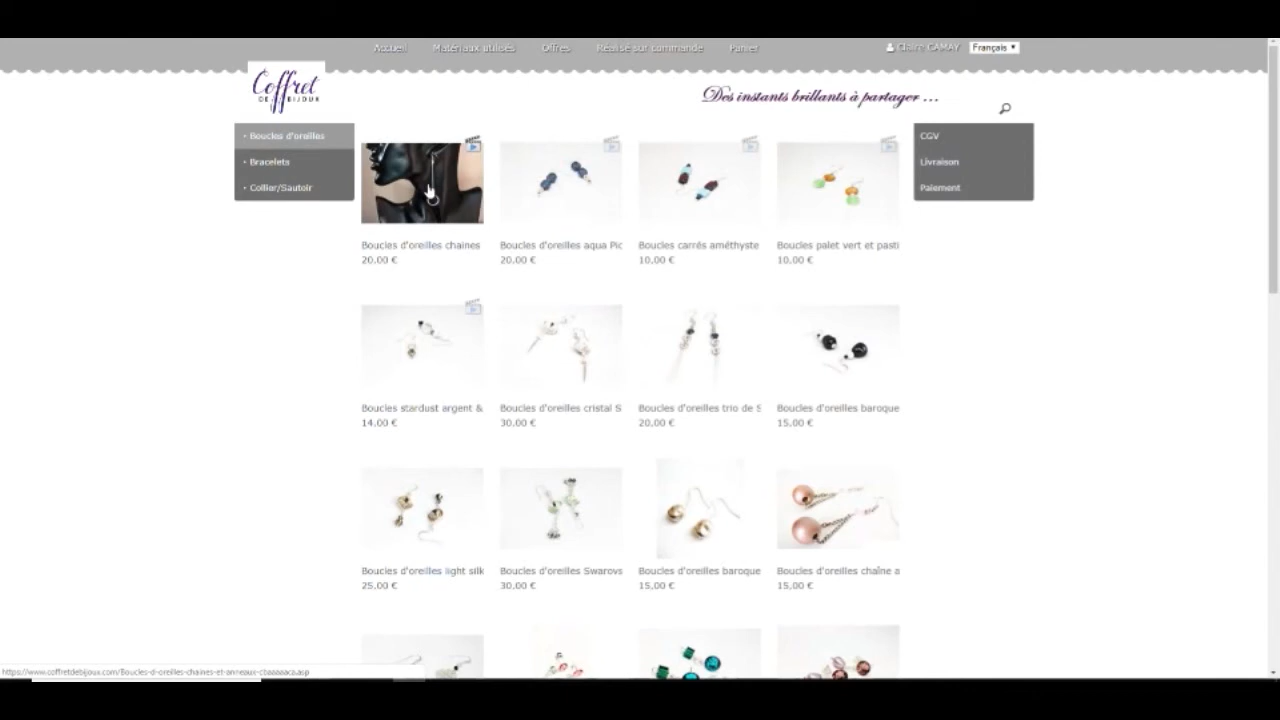 Accueil Matériaux utilisés Offres Réalisé sur commande Panier Claire GAMAY Français
Coffret
DE BIJOUX
Des instants brillants à partager ...
• Boucles d'oreilles
• Bracelets
• Collier/Sautoir
CGV
Livraison
Paiement
Boucles d'oreilles chaines Boucles d'oreilles aqua Pic Boucles carrés améthyste Boucles palet vert et pasti
20,00 € 20,00 € 10,00 € 10,00 €
Boucles stardust argent & Boucles d'oreilles cristal S Boucles d'oreilles trio de S Boucles d'oreilles baroque
14,00 € 30,00 € 20,00 € 15,00 €
Boucles d'oreilles light silk Boucles d'oreilles Swarovs Boucles d'oreilles baroque Boucles d'oreilles chaîne a
25,00 € 30,00 € 15,00 € 15,00 €